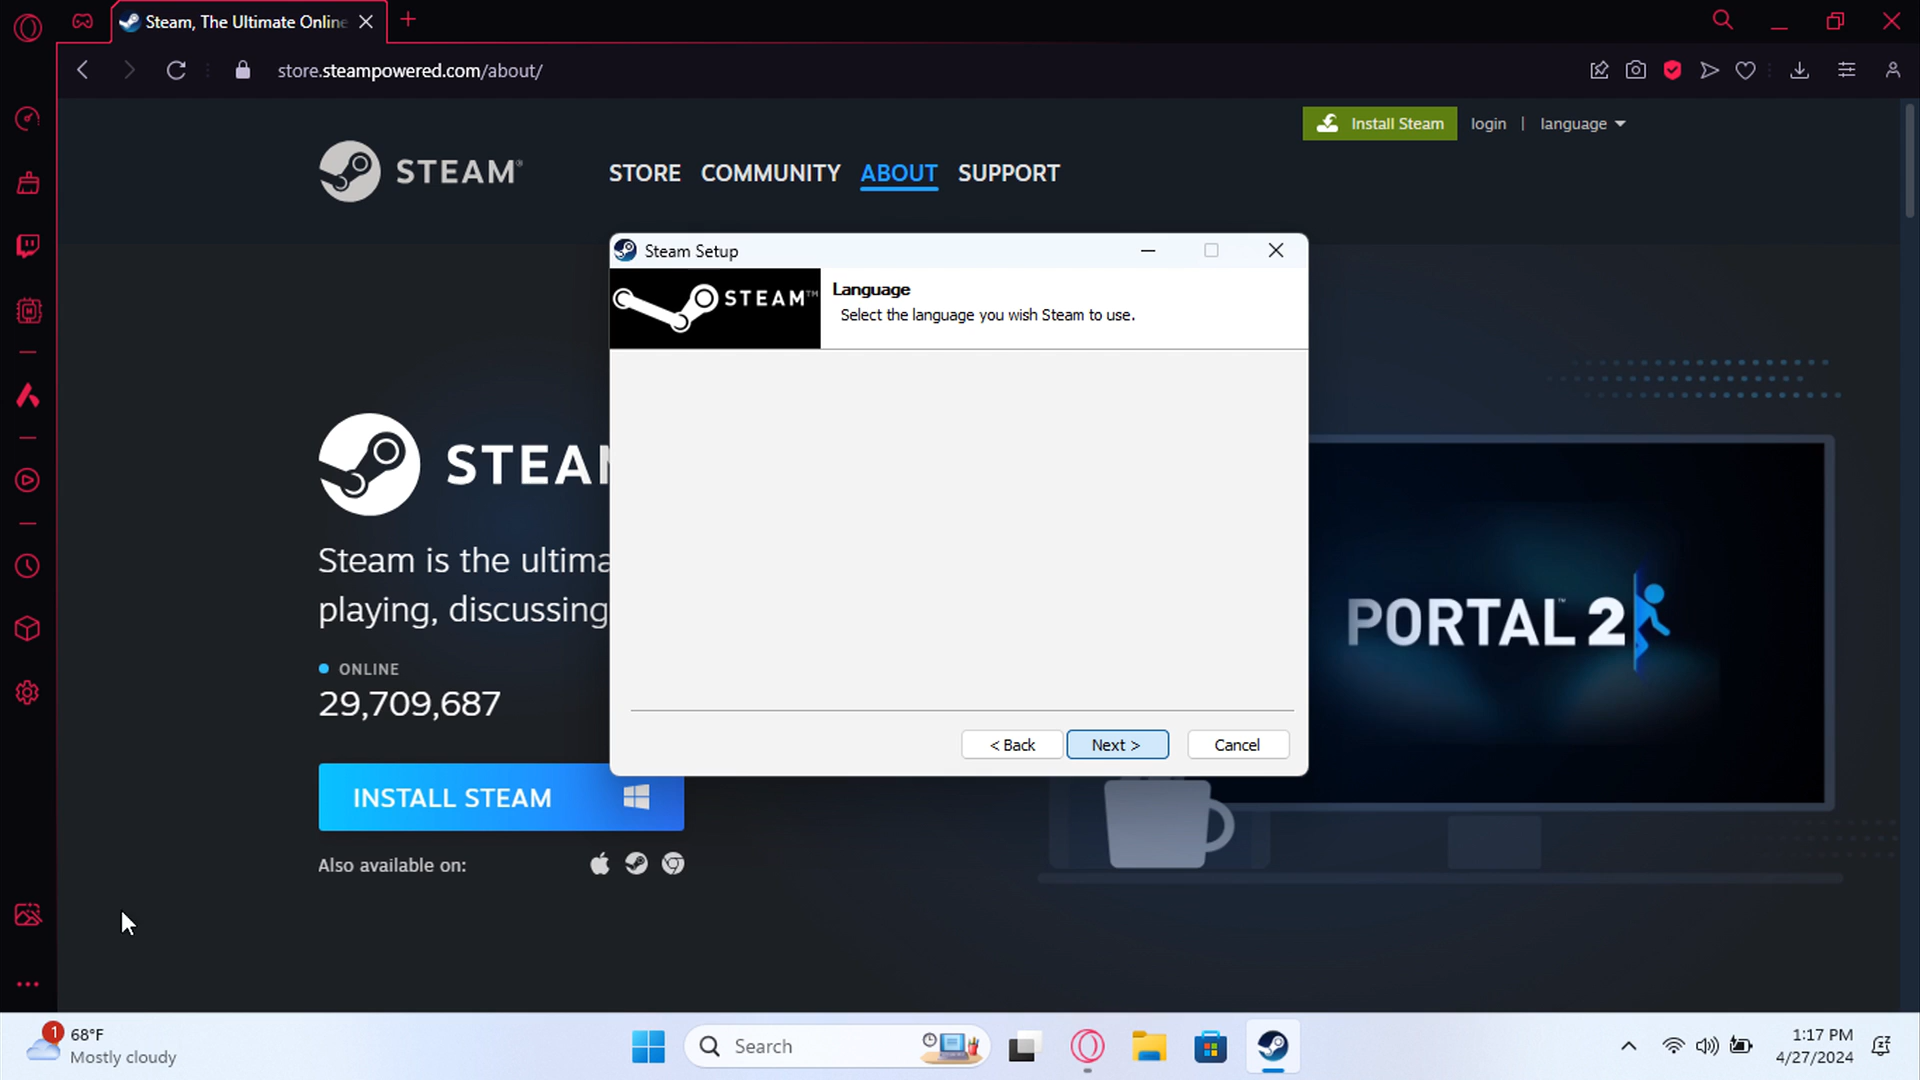 Steam, The Ultimate Online
store.steampowered.com/about/
Install Steam login | language
STEAM®
STORE COMMUNITY ABOUT SUPPORT
Steam Setup
STEAM™
Language
Select the language you wish Steam to use.
STEAM
Steam is the ultima
playing, discussing
ONLINE
29,709,687
PORTAL™ 2
< Back Next > Cancel
INSTALL STEAM
Also available on:
1
68°F
Mostly cloudy
Search
1:17 PM
4/27/2024